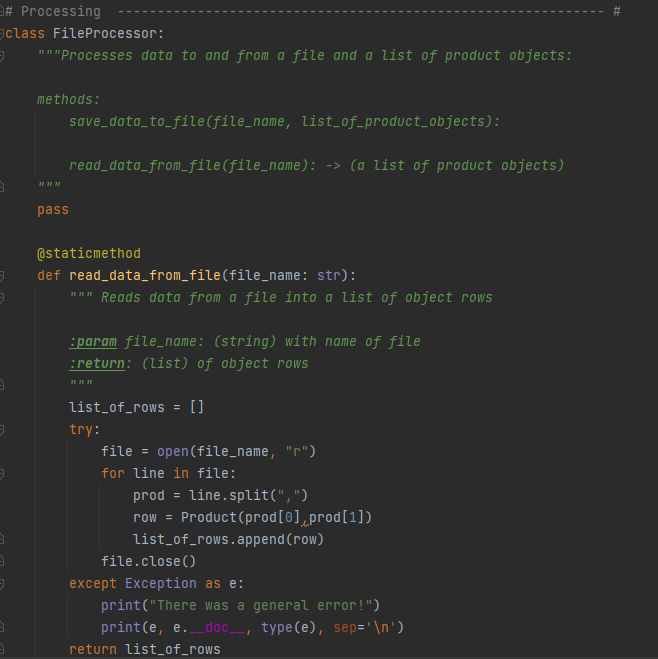 # Processing  ------------------------------------------------------------- #
class FileProcessor:
    """Processes data to and from a file and a list of product objects:

    methods:
        save_data_to_file(file_name, list_of_product_objects):

        read_data_from_file(file_name): -> (a list of product objects)
    """
    pass

    @staticmethod
    def read_data_from_file(file_name: str):
        """ Reads data from a file into a list of object rows

        :param file_name: (string) with name of file
        :return: (list) of object rows
        """
        list_of_rows = []
        try:
            file = open(file_name, "r")
            for line in file:
                prod = line.split(",")
                row = Product(prod[0],prod[1])
                list_of_rows.append(row)
            file.close()
        except Exception as e:
            print("There was a general error!")
            print(e, e.__doc__, type(e), sep='\n')
        return list_of_rows